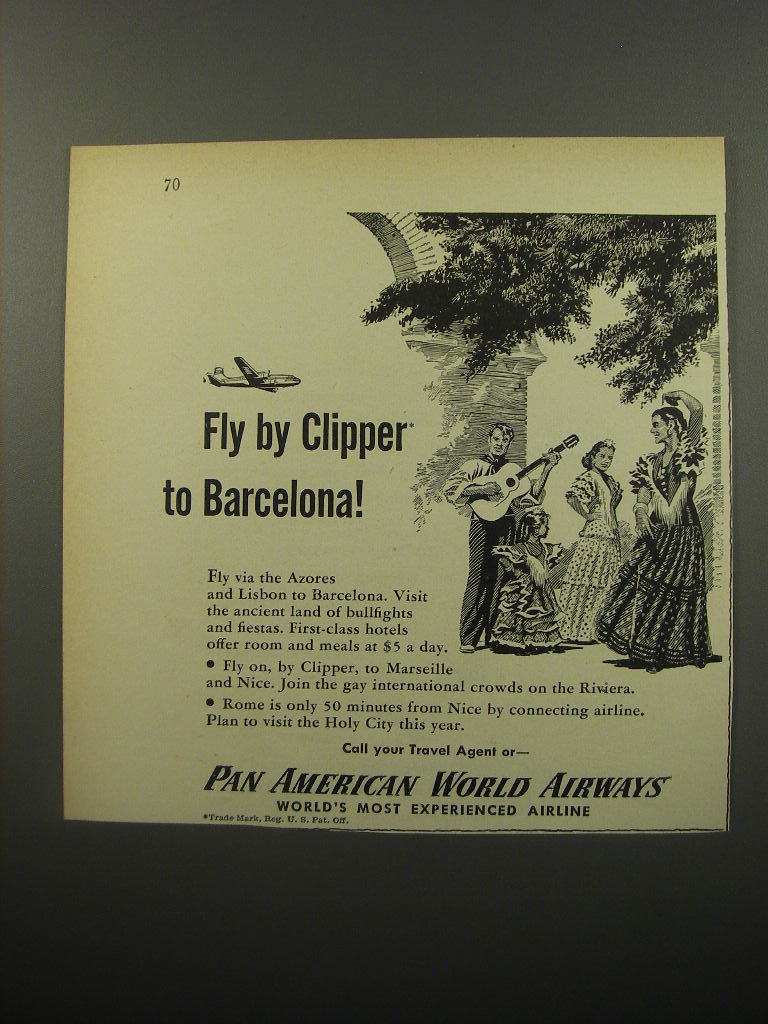 70
Fly by Clipper*
to Barcelona!
Fly via the Azores
and Lisbon to Barcelona. Visit
the ancient land of bullfights
and fiestas. First-class hotels
offer room and meals at $5 a day.
• Fly on, by Clipper, to Marseille
and Nice. Join the gay international crowds on the Riviera.
• Rome is only 50 minutes from Nice by connecting airline.
Plan to visit the Holy City this year.
Call your Travel Agent or—
PAN AMERICAN WORLD AIRWAYS
WORLD'S MOST EXPERIENCED AIRLINE
*Trade Mark, Reg. U. S. Pat. Off.